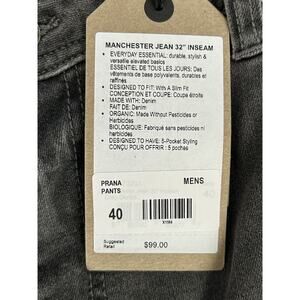 MANCHESTER JEAN 32" INSEAM
• EVERYDAY ESSENTIAL: durable, stylish &
versatile elevated basics
ESSENTIEL DE TOUS LES JOURS: Des
vêtements de base polyvalents, durables et
raffinés
• DESIGNED TO FIT: With A Slim Fit
CONCEPTION ET COUPE: Coupe étroits
• MADE WITH: Denim
FAIT DE: Denim
• ORGANIC: Made Without Pesticides or
Herbicides
BIOLOGIQUE: Fabriqué sans pesticides ni
herbicides
• DESIGNED TO HAVE: 5-Pocket Styling
CONÇU POUR OFFRIR : 5 poches
PRANA MENS
PANTS
40
40
Suggested
Retail
$99.00